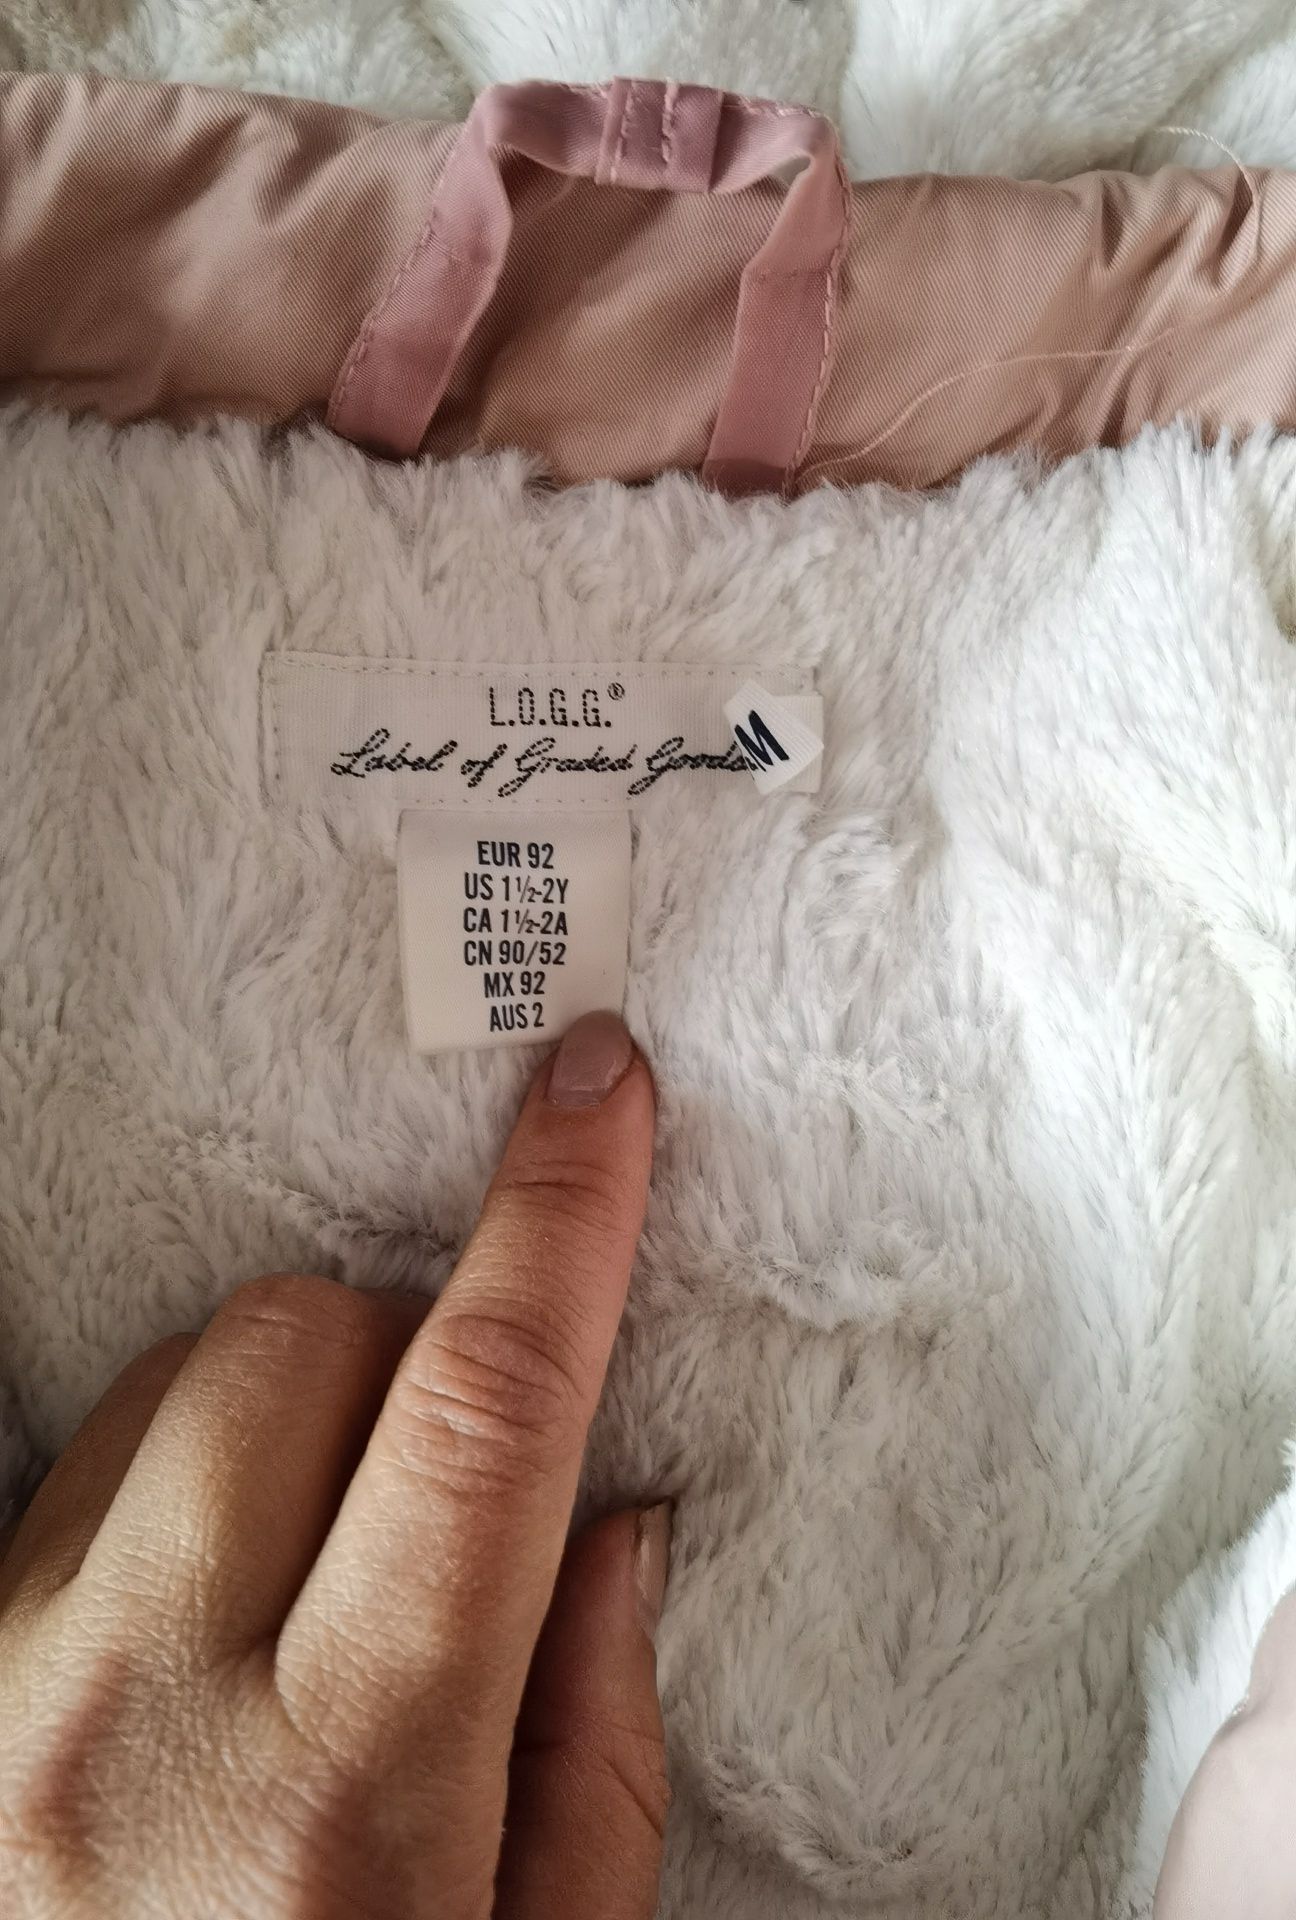 L.O.G.G.®
Label of Graded Goods
M
EUR 92
US 1½-2Y
CA 1½-2A
CN 90/52
MX 92
AUS 2